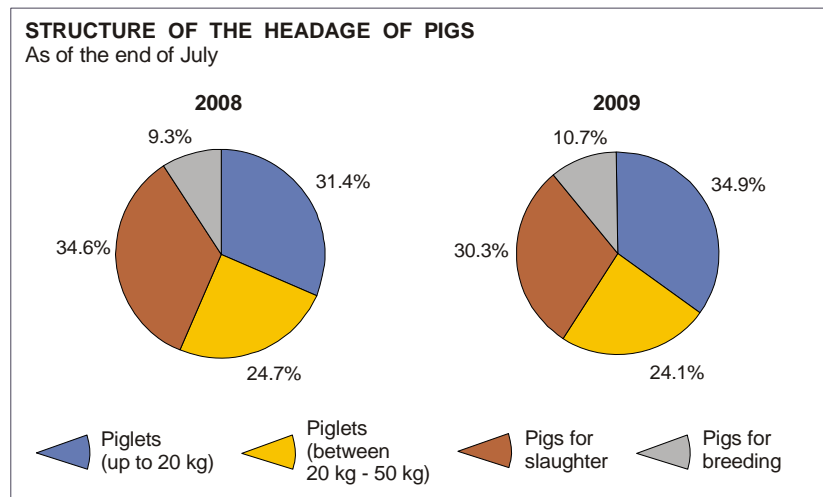 STRUCTURE OF THE HEADAGE OF PIGS
As of the end of July
2008
9.3%
31.4%
34.6%
24.7%
2009
10.7%
34.9%
30.3%
24.1%
Piglets
(up to 20 kg)
Piglets
(between
20 kg - 50 kg)
Pigs for
slaughter
Pigs for
breeding